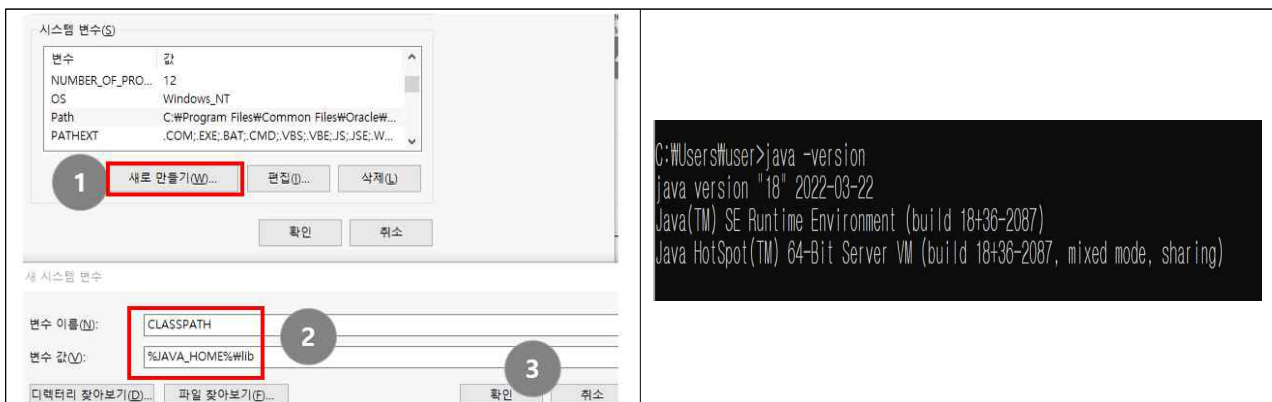 시스템 변수(S)
변수 값
NUMBER_OF_PRO... 12
OS Windows_NT
Path C:₩Program Files₩Common Files₩Oracle₩...
PATHEXT .COM;.EXE;.BAT;.CMD;.VBS;.VBE;.JS;.JSE;.W...
1
새로 만들기(W)... 편집(I)... 삭제(L)
확인 취소
새 시스템 변수
변수 이름(N): CLASSPATH
2
변수 값(V): %JAVA_HOME%₩lib
3
디렉터리 찾아보기(D)... 파일 찾아보기(F)... 확인 취소
C:₩Users₩user>java -version
java version "18" 2022-03-22
Java(TM) SE Runtime Environment (build 18+36-2087)
Java HotSpot(TM) 64-Bit Server VM (build 18+36-2087, mixed mode, sharing)